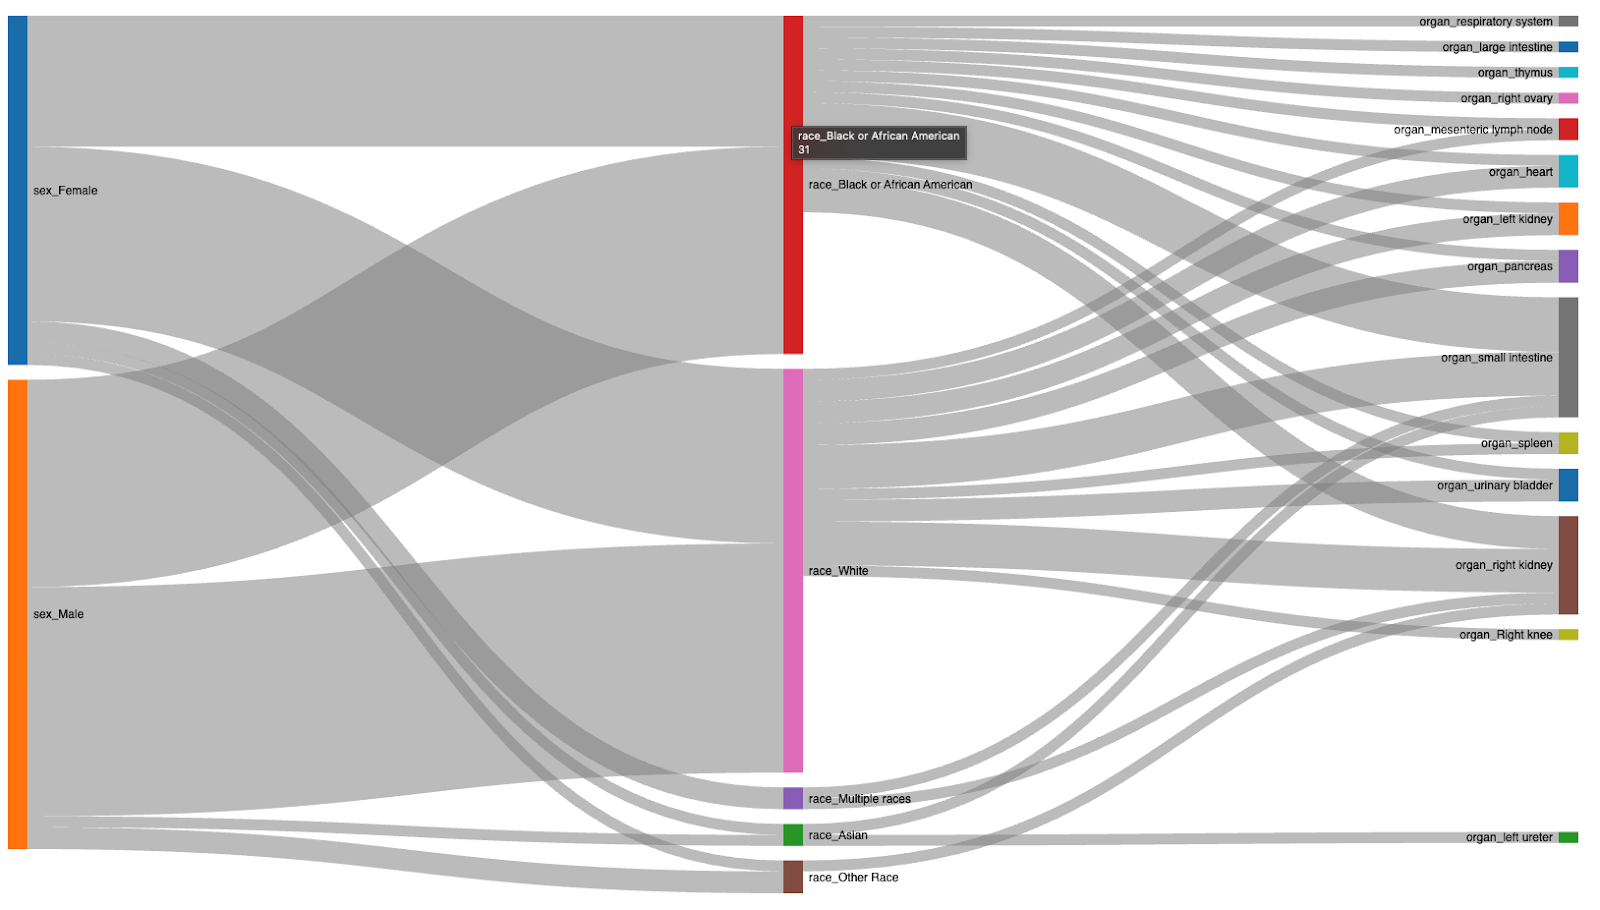 sex_Female
sex_Male
race_Black or African American
31
race_Black or African American
race_White
race_Multiple races
race_Asian
race_Other Race
organ_respiratory system
organ_large intestine
organ_thymus
organ_right ovary
organ_mesenteric lymph node
organ_heart
organ_left kidney
organ_pancreas
organ_small intestine
organ_spleen
organ_urinary bladder
organ_right kidney
organ_Right knee
organ_left ureter